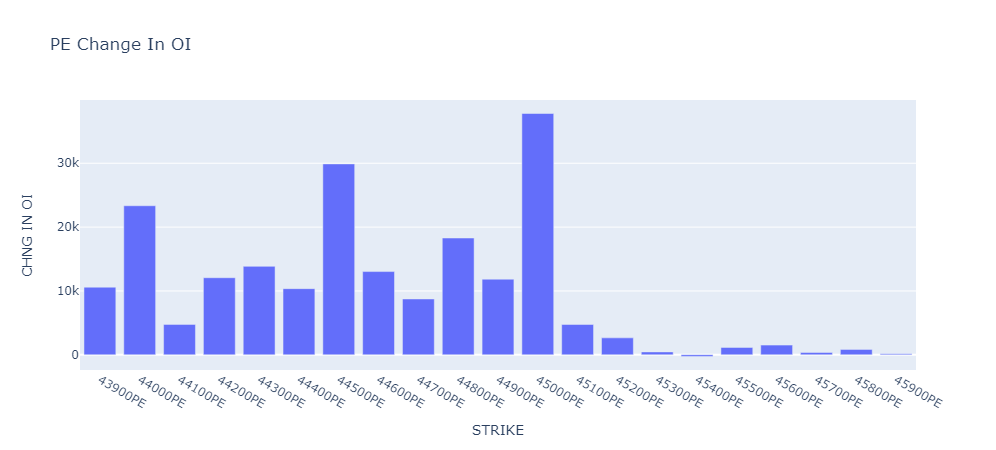 PE Change In OI
CHNG IN OI
30k
20k
10k
0
43900PE
44000PE
44100PE
44200PE
44300PE
44400PE
44500PE
44600PE
44700PE
44800PE
44900PE
45000PE
45100PE
45200PE
45300PE
45400PE
45500PE
45600PE
45700PE
45800PE
45900PE
STRIKE